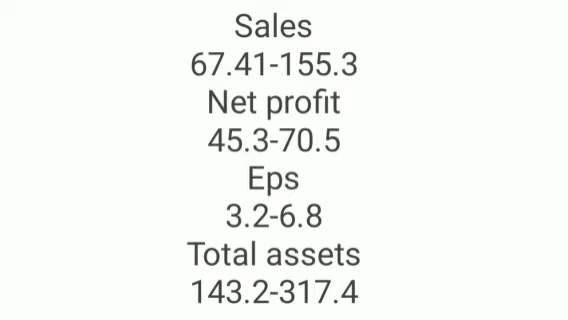 Sales
67.41-155.3
Net profit
45.3-70.5
Eps
3.2-6.8
Total assets
143.2-317.4